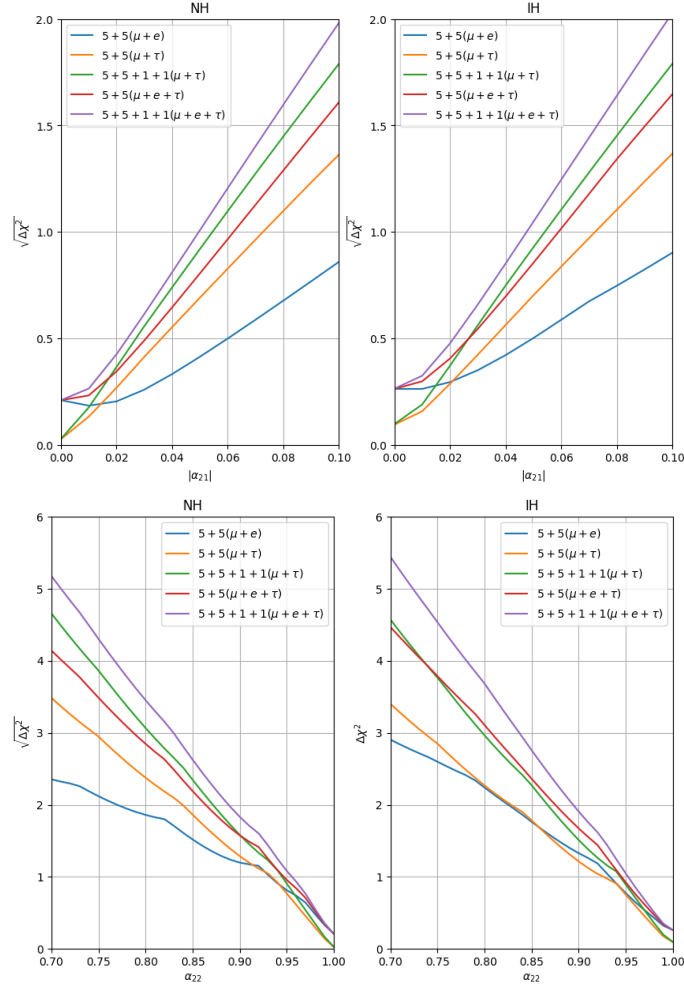 NH
2.0
1.5
1.0
0.5
0.0
√Δχ²
5 + 5(μ + e)
5 + 5(μ + τ)
5 + 5 + 1 + 1(μ + τ)
5 + 5(μ + e + τ)
5 + 5 + 1 + 1(μ + e + τ)
0.00 0.02 0.04 0.06 0.08 0.10
|α₂₁|
IH
2.0
1.5
1.0
0.5
0.0
√Δχ²
5 + 5(μ + e)
5 + 5(μ + τ)
5 + 5 + 1 + 1(μ + τ)
5 + 5(μ + e + τ)
5 + 5 + 1 + 1(μ + e + τ)
0.00 0.02 0.04 0.06 0.08 0.10
|α₂₁|
NH
6
5
4
3
2
1
0
√Δχ²
5 + 5(μ + e)
5 + 5(μ + τ)
5 + 5 + 1 + 1(μ + τ)
5 + 5(μ + e + τ)
5 + 5 + 1 + 1(μ + e + τ)
0.70 0.75 0.80 0.85 0.90 0.95 1.00
α₂₂
IH
6
5
4
3
2
1
0
Δχ²
5 + 5(μ + e)
5 + 5(μ + τ)
5 + 5 + 1 + 1(μ + τ)
5 + 5(μ + e + τ)
5 + 5 + 1 + 1(μ + e + τ)
0.70 0.75 0.80 0.85 0.90 0.95 1.00
α₂₂